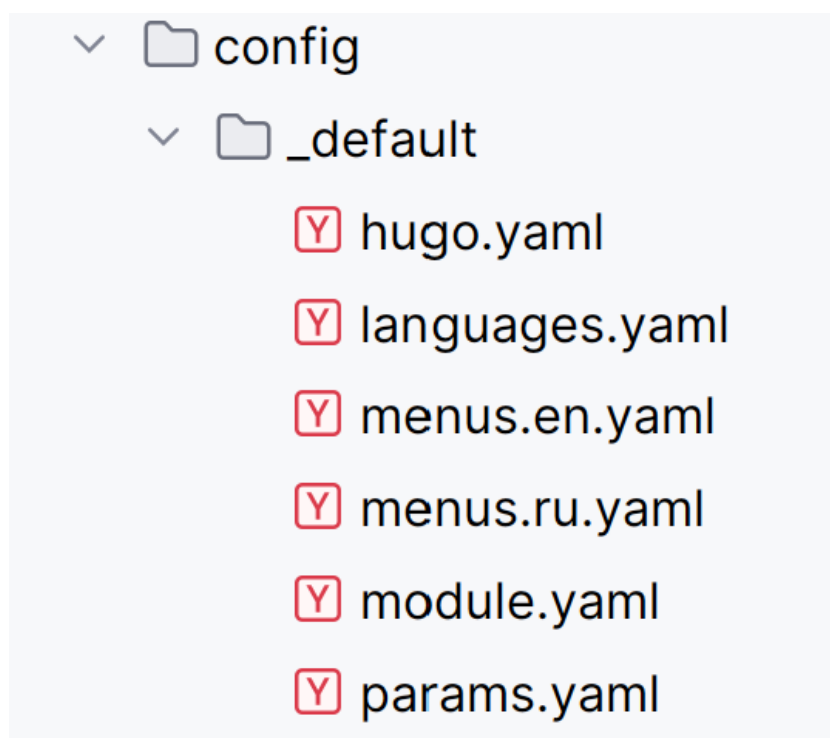 config
_default
Y hugo.yaml
Y languages.yaml
Y menus.en.yaml
Y menus.ru.yaml
Y module.yaml
Y params.yaml